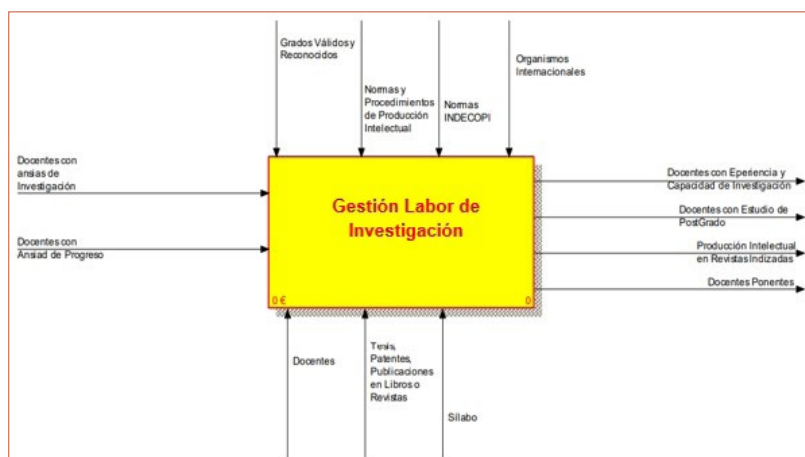 Grados Válidos y
Reconocidos
Normas y
Procedimientos
de Producción
Intelectual
Normas
INDECOPI
Organismos
Internacionales
Docentes con
ansias de
Investigación
Docentes con
Ansiad de Progreso
Gestión Labor de
Investigación
0 €
0
Docentes con Eperiencia y
Capacidad de Investigación
Docentes con Estudio de
PostGrado
Producción Intelectual
en Revistas Indizadas
Docentes Ponentes
Docentes
Tesis,
Patentes,
Publicaciones
en Libros o
Revistas
Sílabo